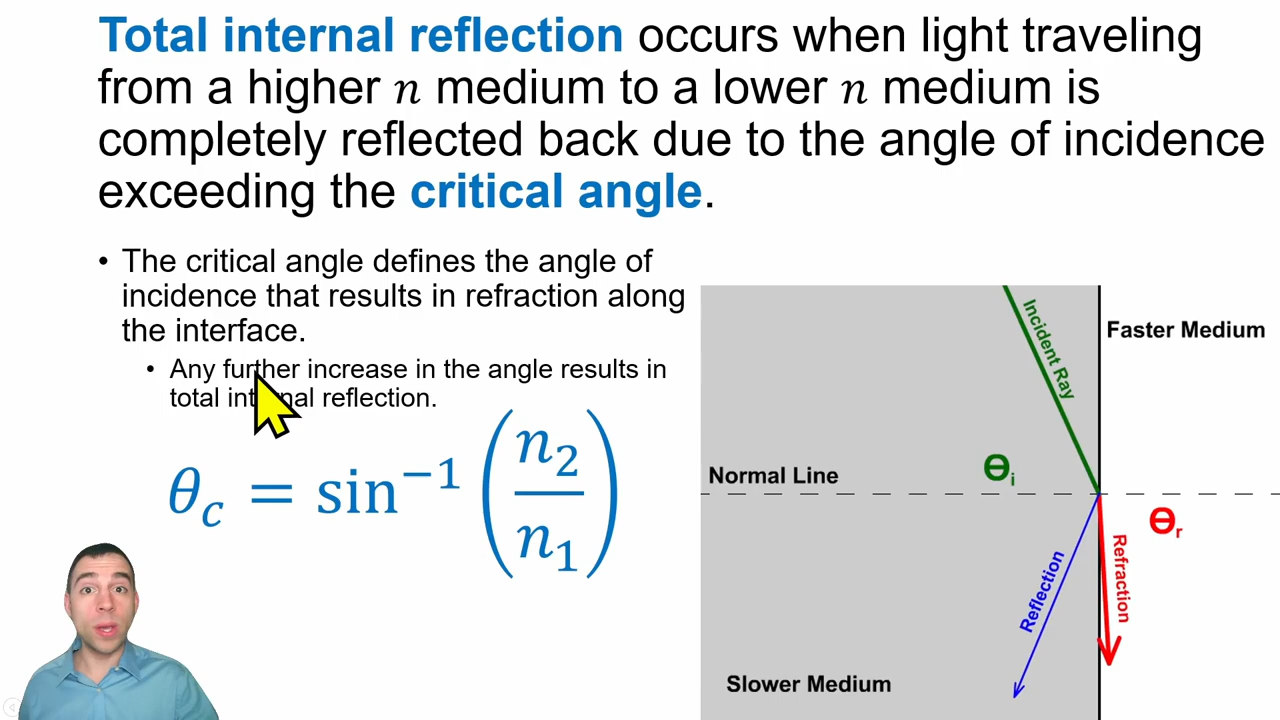 Total internal reflection occurs when light traveling
from a higher n medium to a lower n medium is
completely reflected back due to the angle of incidence
exceeding the critical angle.
• The critical angle defines the angle of
incidence that results in refraction along
the interface.
• Any further increase in the angle results in
total internal reflection.
θc = sin⁻¹ (n₂/n₁)
Incident Ray
Faster Medium
Normal Line
Θi
Θr
Reflection
Refraction
Slower Medium